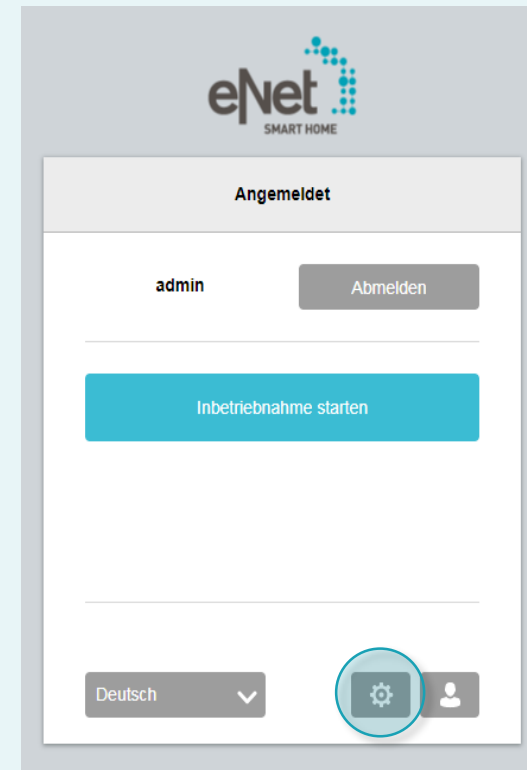 eNet
SMART HOME
Angemeldet
admin
Abmelden
Inbetriebnahme starten
Deutsch